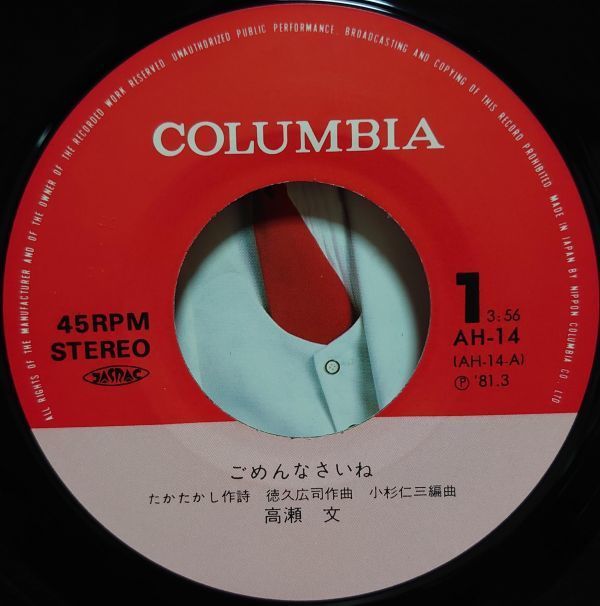 ALL RIGHTS OF THE MANUFACTURER AND OF THE OWNER OF THE RECORDED WORK RESERVED. UNAUTHORIZED PUBLIC PERFORMANCE. BROADCASTING AND COPYING OF THIS RECORD PROHIBITED. MADE IN JAPAN BY NIPPON COLUMBIA CO., LTD
COLUMBIA
45RPM
STEREO
JASRAC
1 3:56
AH-14
(AH-14-A)
Ⓟ '81.3
ごめんなさいね
たかたかし作詩 徳久広司作曲 小杉仁三編曲
高瀬 文